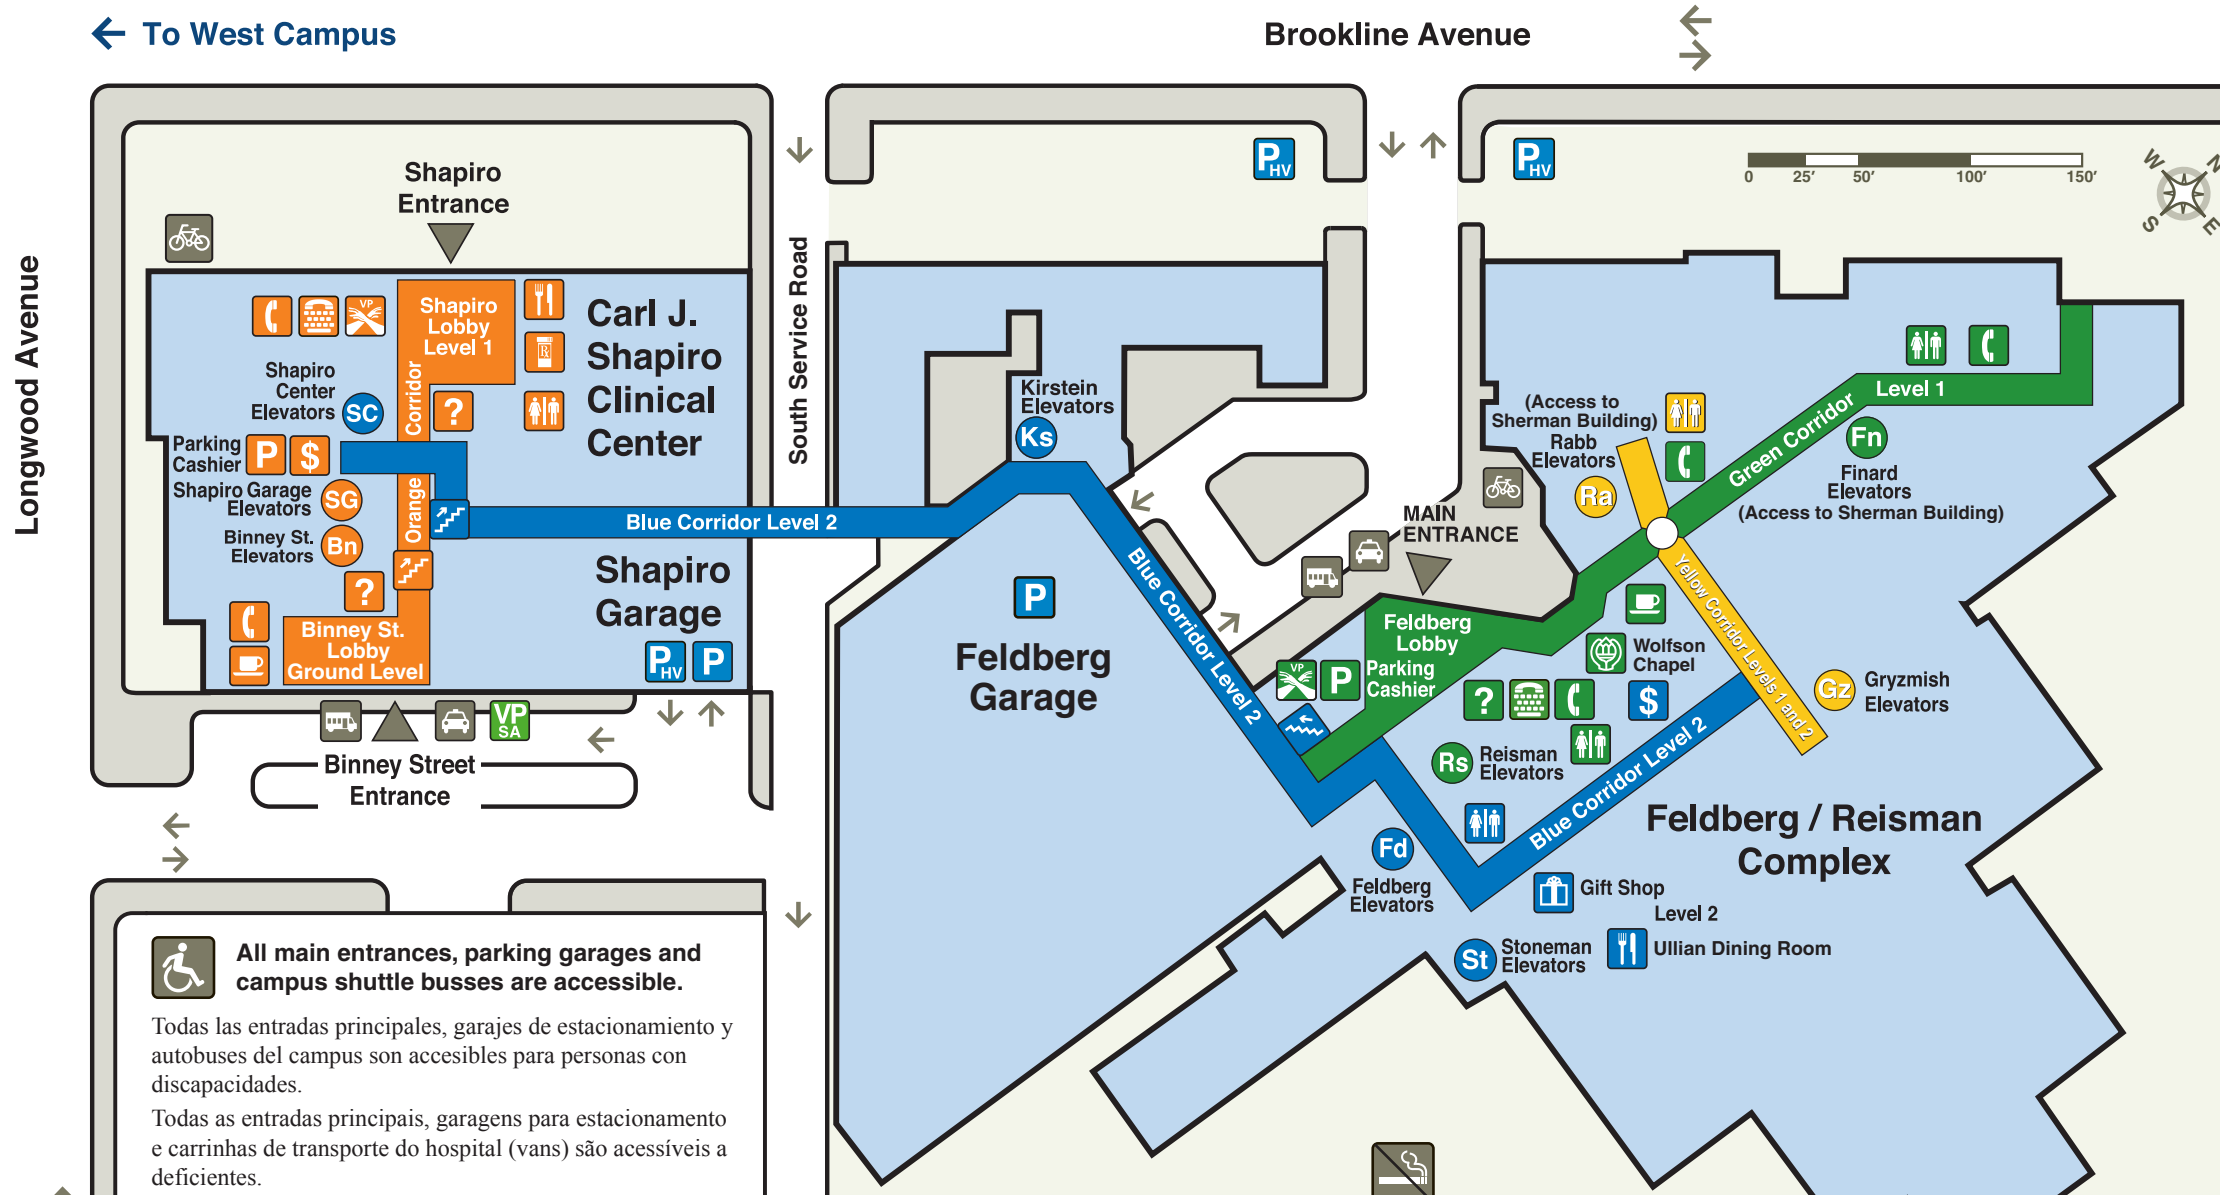 To West Campus
Brookline Avenue
Longwood Avenue
Shapiro
Entrance
South Service Road
P HV
P HV
0 25' 50' 100' 150'
W N
S E
VP
Shapiro
Lobby
Level 1
Carl J.
Shapiro
Clinical
Center
Rx
Shapiro
Center
Elevators
SC
Corridor
?
Parking
Cashier
P $
Shapiro Garage
Elevators
SG
Orange
Binney St.
Elevators
Bn
?
Binney St.
Lobby
Ground Level
Blue Corridor Level 2
Shapiro
Garage
P HV P
VP
SA
Binney Street
Entrance
Kirstein
Elevators
Ks
P
Feldberg
Garage
Blue Corridor Level 2
MAIN
ENTRANCE
Feldberg
Lobby
VP
P
Parking
Cashier
(Access to
Sherman Building)
Rabb
Elevators
Ra
Green Corridor
Level 1
Fn
Finard
Elevators
(Access to Sherman Building)
Yellow Corridor Levels 1 and 2
Wolfson
Chapel
?
$
Gz
Gryzmish
Elevators
Rs
Reisman
Elevators
Blue Corridor Level 2
Feldberg / Reisman
Complex
Fd
Feldberg
Elevators
Gift Shop
Level 2
Ullian Dining Room
St
Stoneman
Elevators
All main entrances, parking garages and
campus shuttle busses are accessible.
Todas las entradas principales, garajes de estacionamiento y
autobuses del campus son accesibles para personas con
discapacidades.
Todas as entradas principais, garagens para estacionamento
e carrinhas de transporte do hospital (vans) são acessíveis a
deficientes.